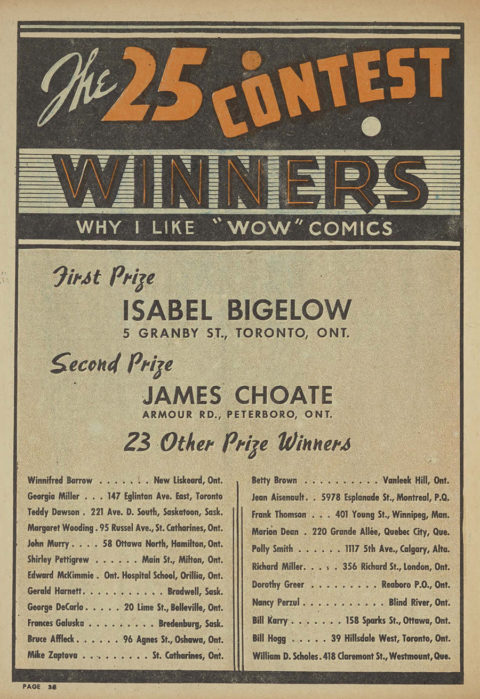 The 25 CONTEST
WINNERS
WHY I LIKE "WOW" COMICS
First Prize
ISABEL BIGELOW
5 GRANBY ST., TORONTO, ONT.
Second Prize
JAMES CHOATE
ARMOUR RD., PETERBORO, ONT.
23 Other Prize Winners
Winnifred Barrow . . . . . . . New Liskeard, Ont.
Georgia Miller . . . 147 Eglinton Ave. East, Toronto
Teddy Dawson . 221 Ave. D. South, Saskatoon, Sask.
Margaret Wooding . 95 Russel Ave., St. Catharines, Ont.
John Murry . . . . 58 Ottawa North, Hamilton, Ont.
Shirley Pettigrew . . . . . Main St., Milton, Ont.
Edward McKimmie . Ont. Hospital School, Orillia, Ont.
Gerald Harnett . . . . . . . . Bradwell, Sask.
George DeCarlo . . . . . 20 Lime St., Belleville, Ont.
Frances Galuska . . . . . . . Bredenburg, Sask.
Bruce Affleck . . . . . 96 Agnes St., Oshawa, Ont.
Mike Zaptova . . . . . . . . St. Catharines, Ont.
Betty Brown . . . . . . . . . . Vanleek Hill, Ont.
Jean Aisenault . . 5978 Esplanade St., Montreal, P.Q.
Frank Thomson . . . 401 Young St., Winnipeg, Man.
Marion Dean . 220 Grande Allèe, Quebec City, Que.
Polly Smith . . . . . . 1117 5th Ave., Calgary, Alta.
Richard Miller . . . . . 356 Richard St., London, Ont.
Dorothy Greer . . . . . . . . Reaboro P.O., Ont.
Nancy Perzul . . . . . . . . . Blind River, Ont.
Bill Karry . . . . . . 158 Sparks St., Ottawa, Ont.
Bill Hogg . . . . . 39 Hillsdale West, Toronto, Ont.
William D. Scholes . 418 Claremont St., Westmount, Que.
PAGE 38